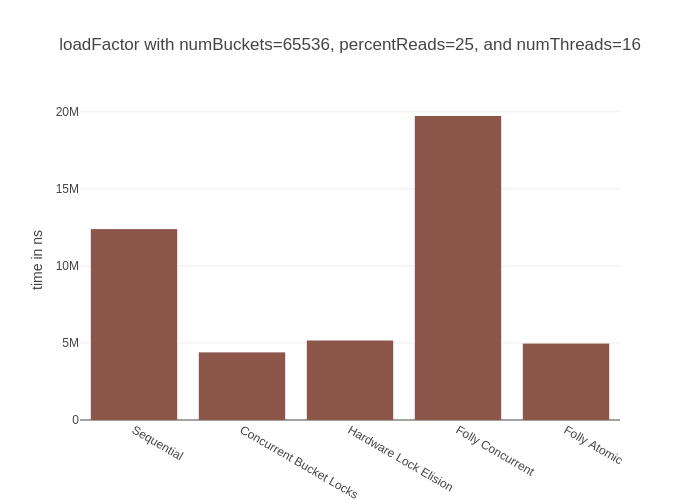 loadFactor with numBuckets=65536, percentReads=25, and numThreads=16
time in ns
20M
15M
10M
5M
0
Sequential
Concurrent Bucket Locks
Hardware Lock Elision
Folly Concurrent
Folly Atomic